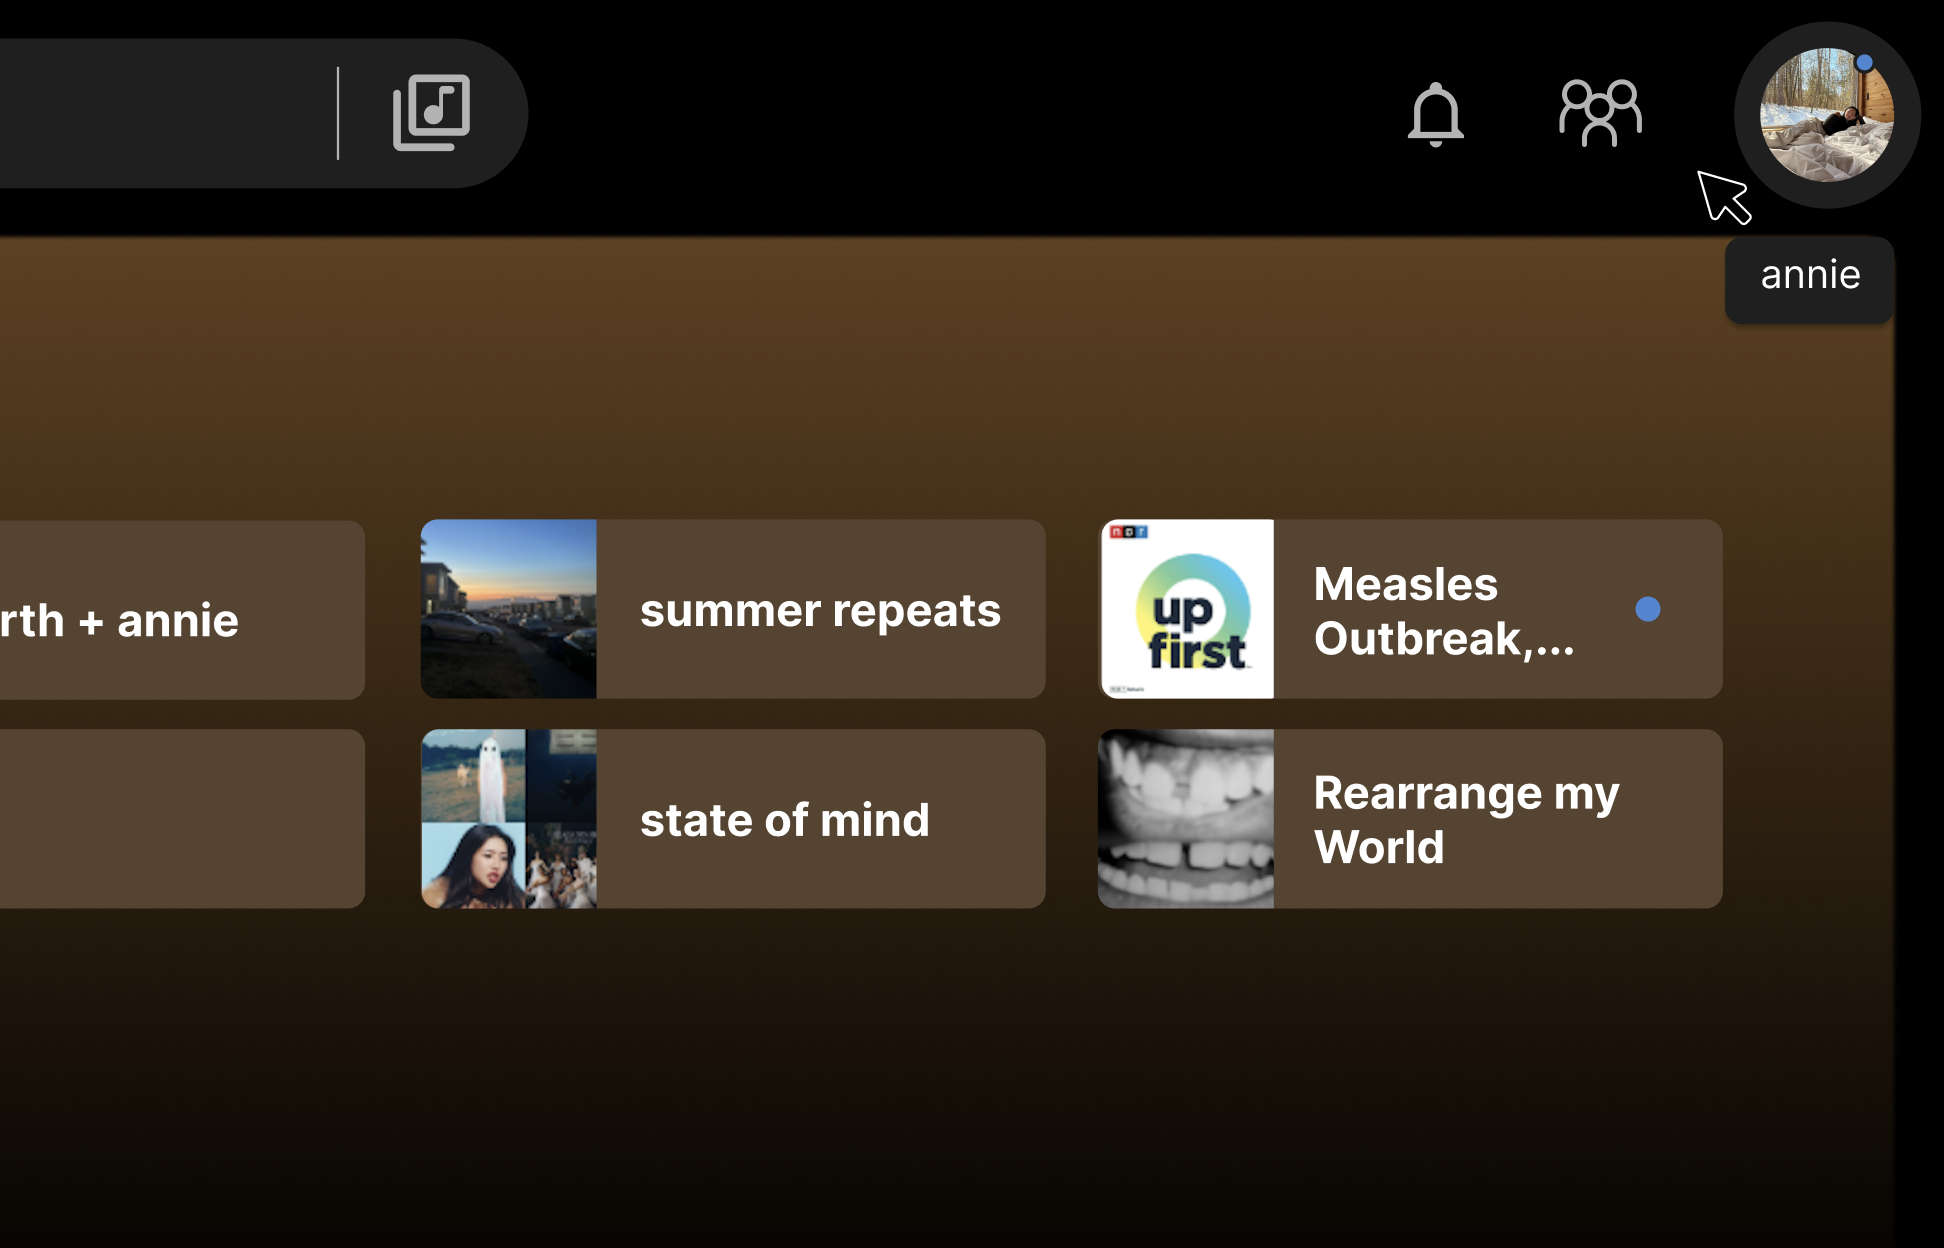 annie
rth + annie
summer repeats
npr
up
first
Measles
Outbreak,...
state of mind
Rearrange my
World